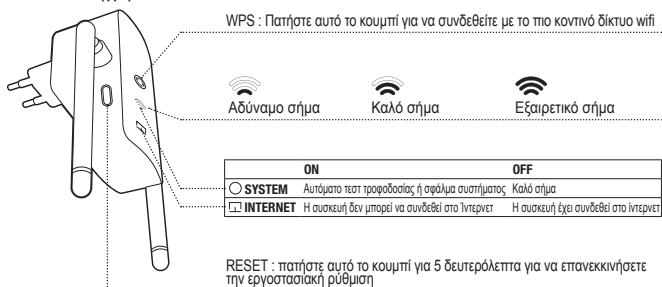 WPS : Πατήστε αυτό το κουμπί για να συνδεθείτε με το πιο κοντινό δίκτυο wifi
Αδύναμο σήμα Καλό σήμα Εξαιρετικό σήμα
ON OFF
SYSTEM Αυτόματο τεστ τροφοδοσίας ή σφάλμα συστήματος Καλό σήμα
INTERNET Η συσκευή δεν μπορεί να συνδεθεί στο Ίντερνετ Η συσκευή έχει συνδεθεί στο ίντερνετ
RESET : πατήστε αυτό το κουμπί για 5 δευτερόλεπτα για να επανεκκινήσετε
την εργοστασιακή ρύθμιση